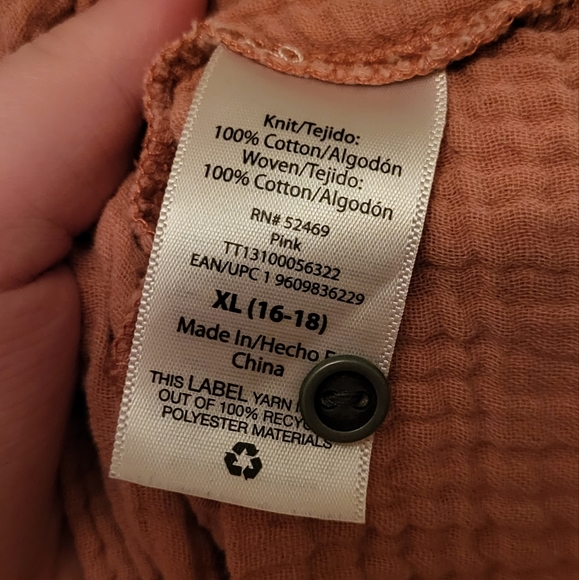 Knit/Tejido:
100% Cotton/Algodón
Woven/Tejido:
100% Cotton/Algodón
RN# 52469
Pink
TT13100056322
EAN/UPC 1 9609836229
XL (16-18)
Made In/Hecho
China
THIS LABEL YARN
OUT OF 100%
POLYESTER MATERIALS